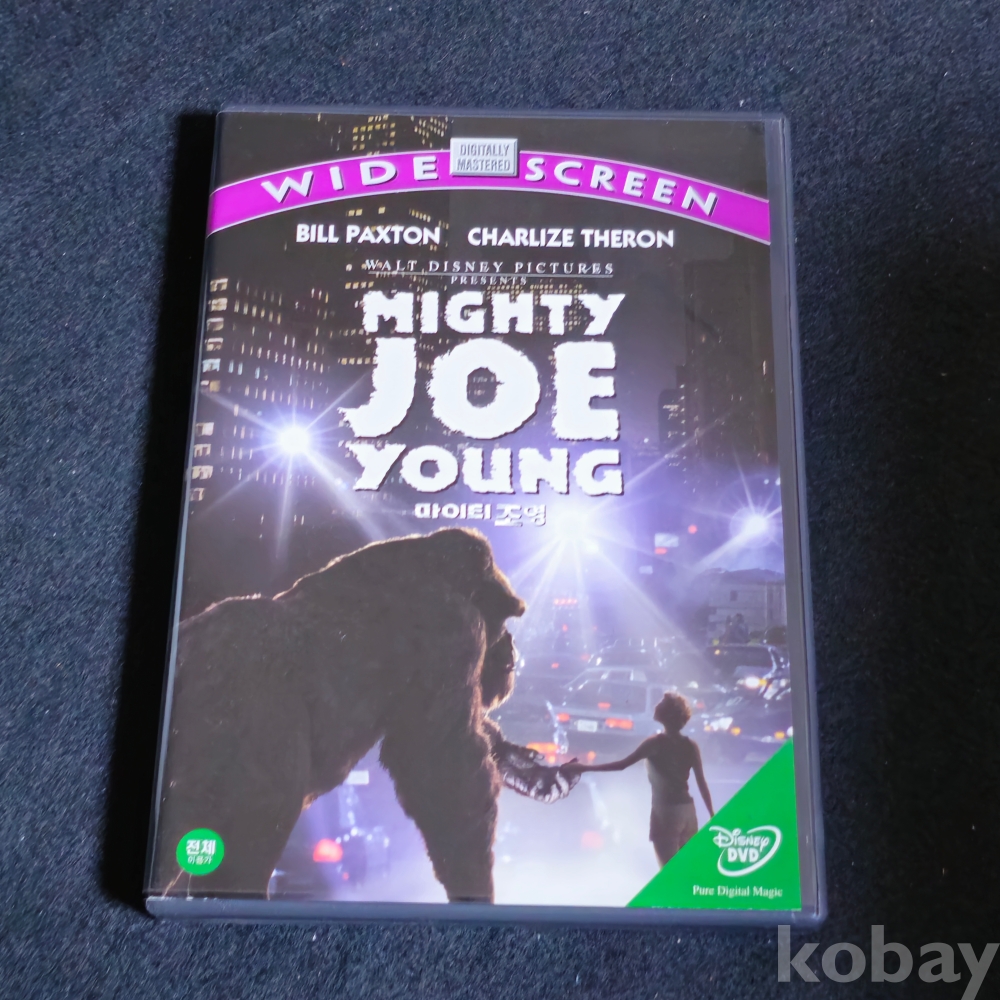 DIGITALLY
MASTERED
WIDE SCREEN
BILL PAXTON CHARLIZE THERON
WALT DISNEY PICTURES
PRESENTS
MIGHTY
JOE
YOUNG
마이티 조 영
전체
이용가
Disney
DVD
Pure Digital Magic
kobay